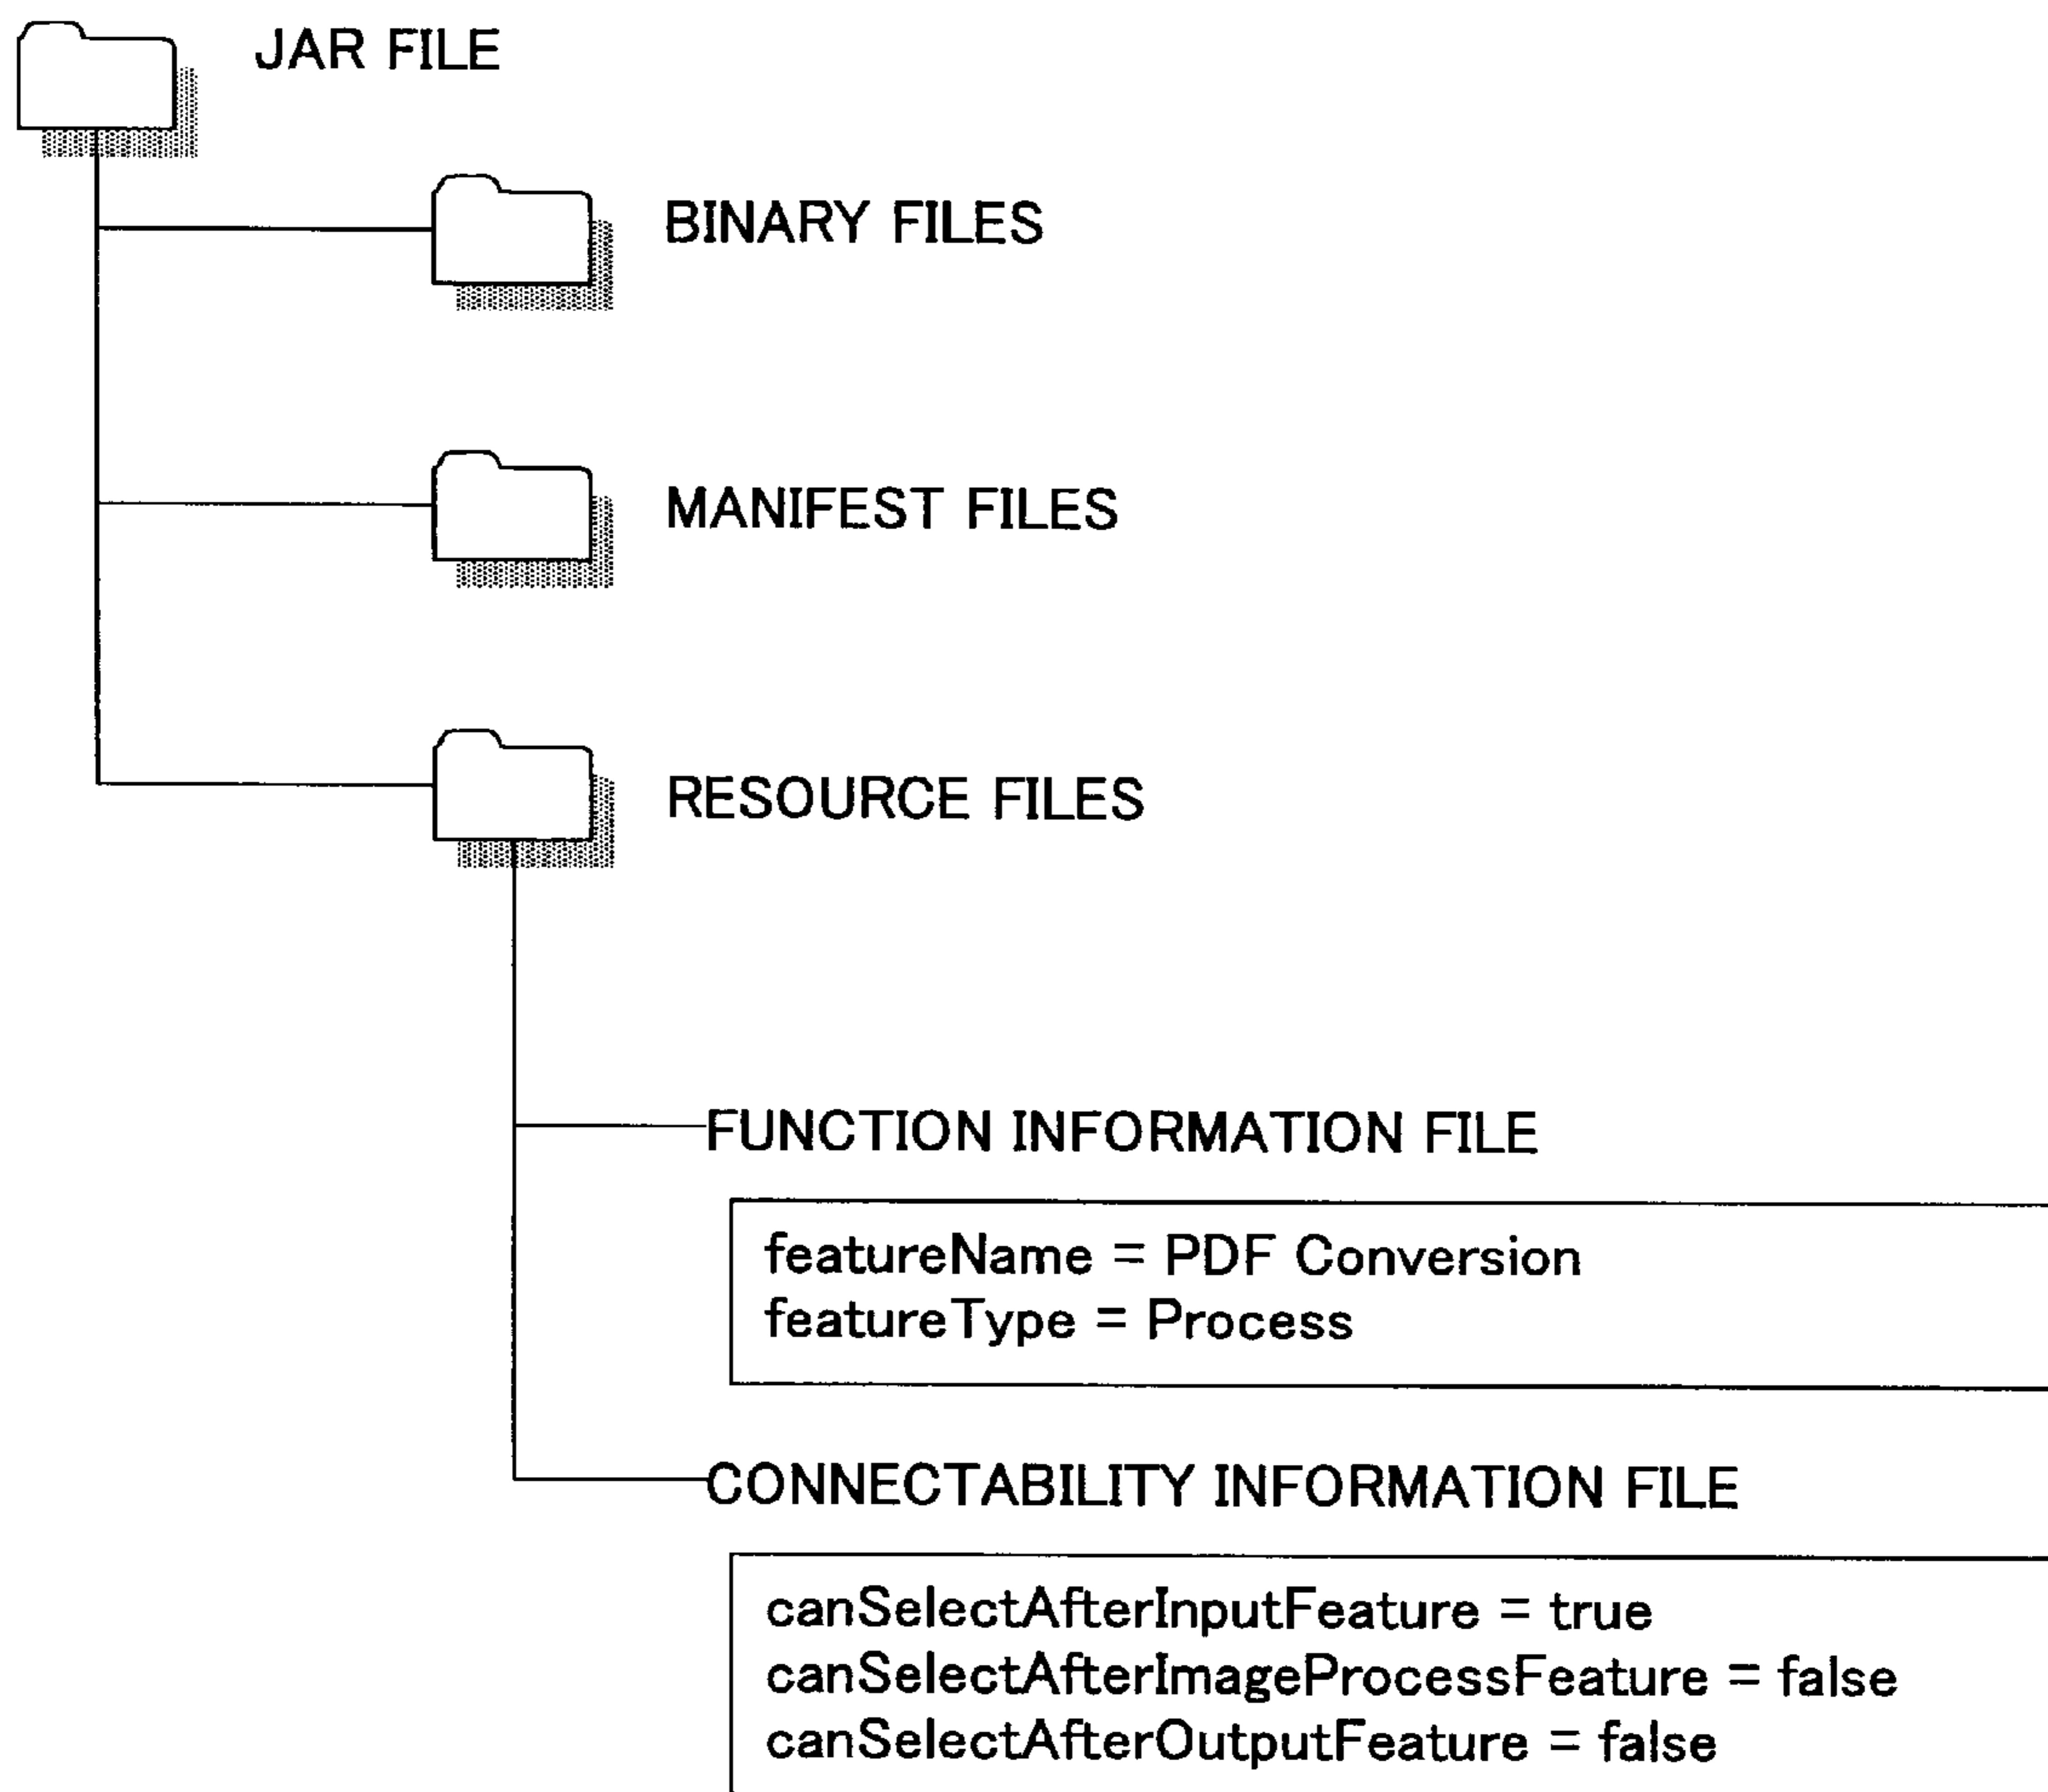 JAR FILE
BINARY FILES
MANIFEST FILES
RESOURCE FILES
FUNCTION INFORMATION FILE
featureName = PDF Conversion
featureType = Process
CONNECTABILITY INFORMATION FILE
canSelectAfterInputFeature = true
canSelectAfterImageProcessFeature = false
canSelectAfterOutputFeature = false